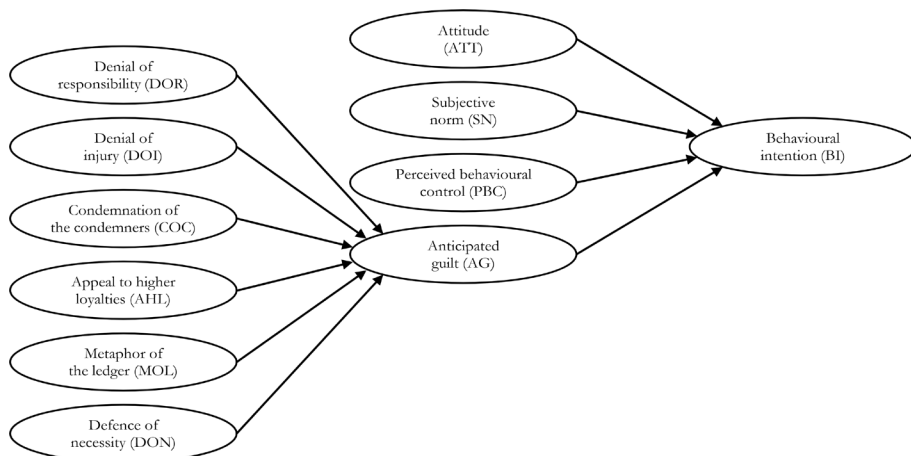 Denial of
responsibility (DOR)
Denial of
injury (DOI)
Condemnation of
the condemners (COC)
Appeal to higher
loyalties (AHL)
Metaphor of
the ledger (MOL)
Defence of
necessity (DON)
Attitude
(ATT)
Subjective
norm (SN)
Perceived behavioural
control (PBC)
Anticipated
guilt (AG)
Behavioural
intention (BI)